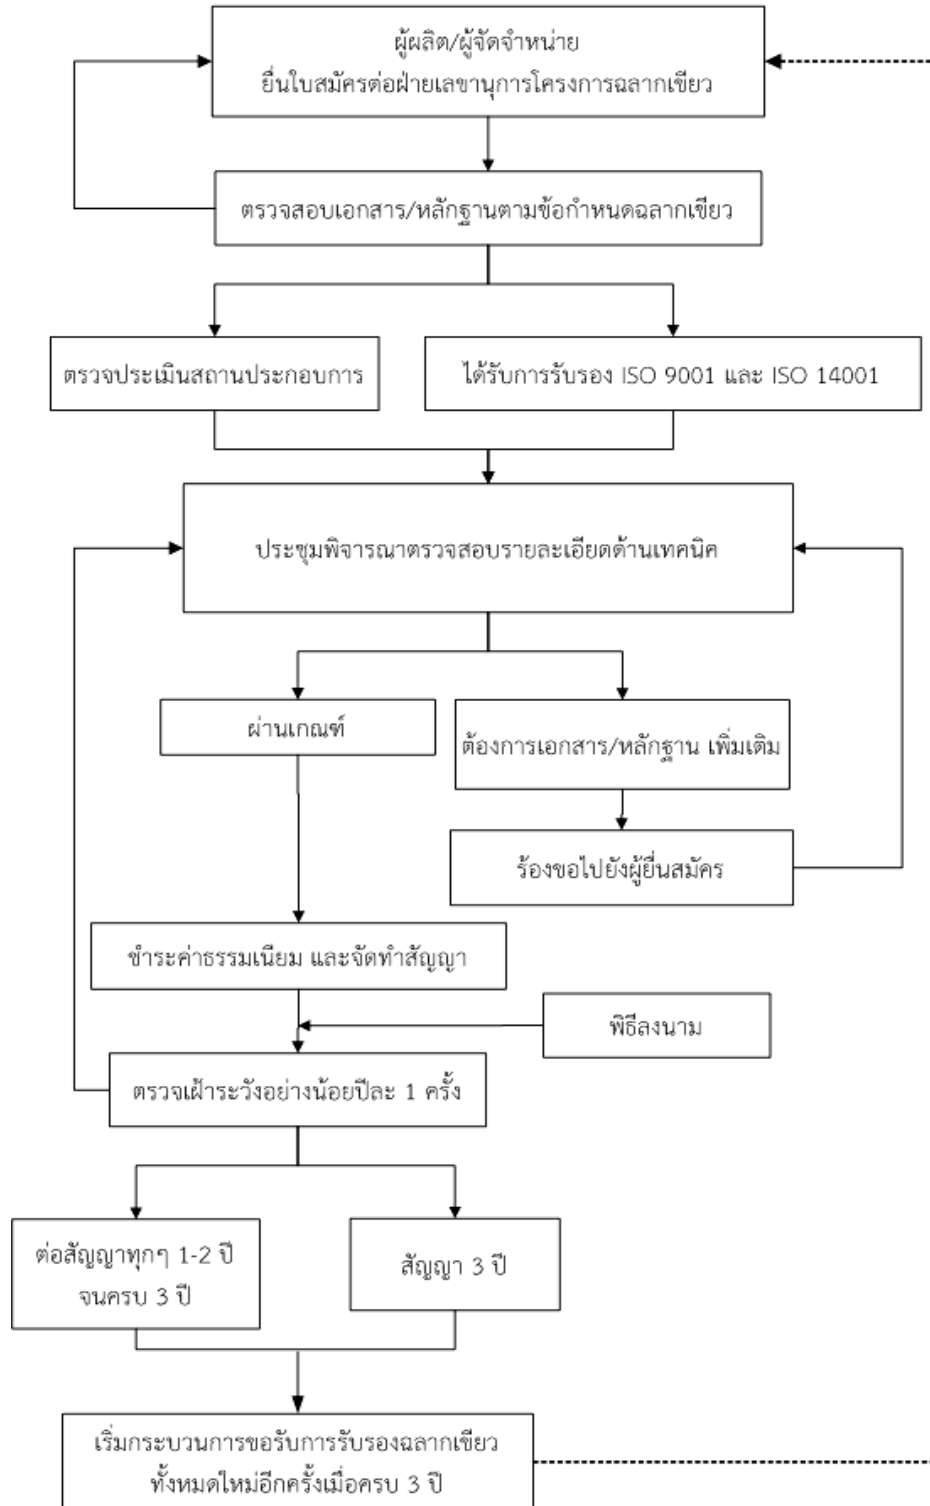 ผู้ผลิต/ผู้จัดจำหน่าย
ยื่นใบสมัครต่อฝ่ายเลขานุการโครงการฉลากเขียว
ตรวจสอบเอกสาร/หลักฐานตามข้อกำหนดฉลากเขียว
ตรวจประเมินสถานประกอบการ
ได้รับการรับรอง ISO 9001 และ ISO 14001
ประชุมพิจารณาตรวจสอบรายละเอียดด้านเทคนิค
ผ่านเกณฑ์
ต้องการเอกสาร/หลักฐาน เพิ่มเติม
ร้องขอไปยังผู้ยื่นสมัคร
ชำระค่าธรรมเนียม และจัดทำสัญญา
พิธีลงนาม
ตรวจเฝ้าระวังอย่างน้อยปีละ 1 ครั้ง
ต่อสัญญาทุกๆ 1-2 ปี
จนครบ 3 ปี
สัญญา 3 ปี
เริ่มกระบวนการขอรับการรับรองฉลากเขียว
ทั้งหมดใหม่อีกครั้งเมื่อครบ 3 ปี